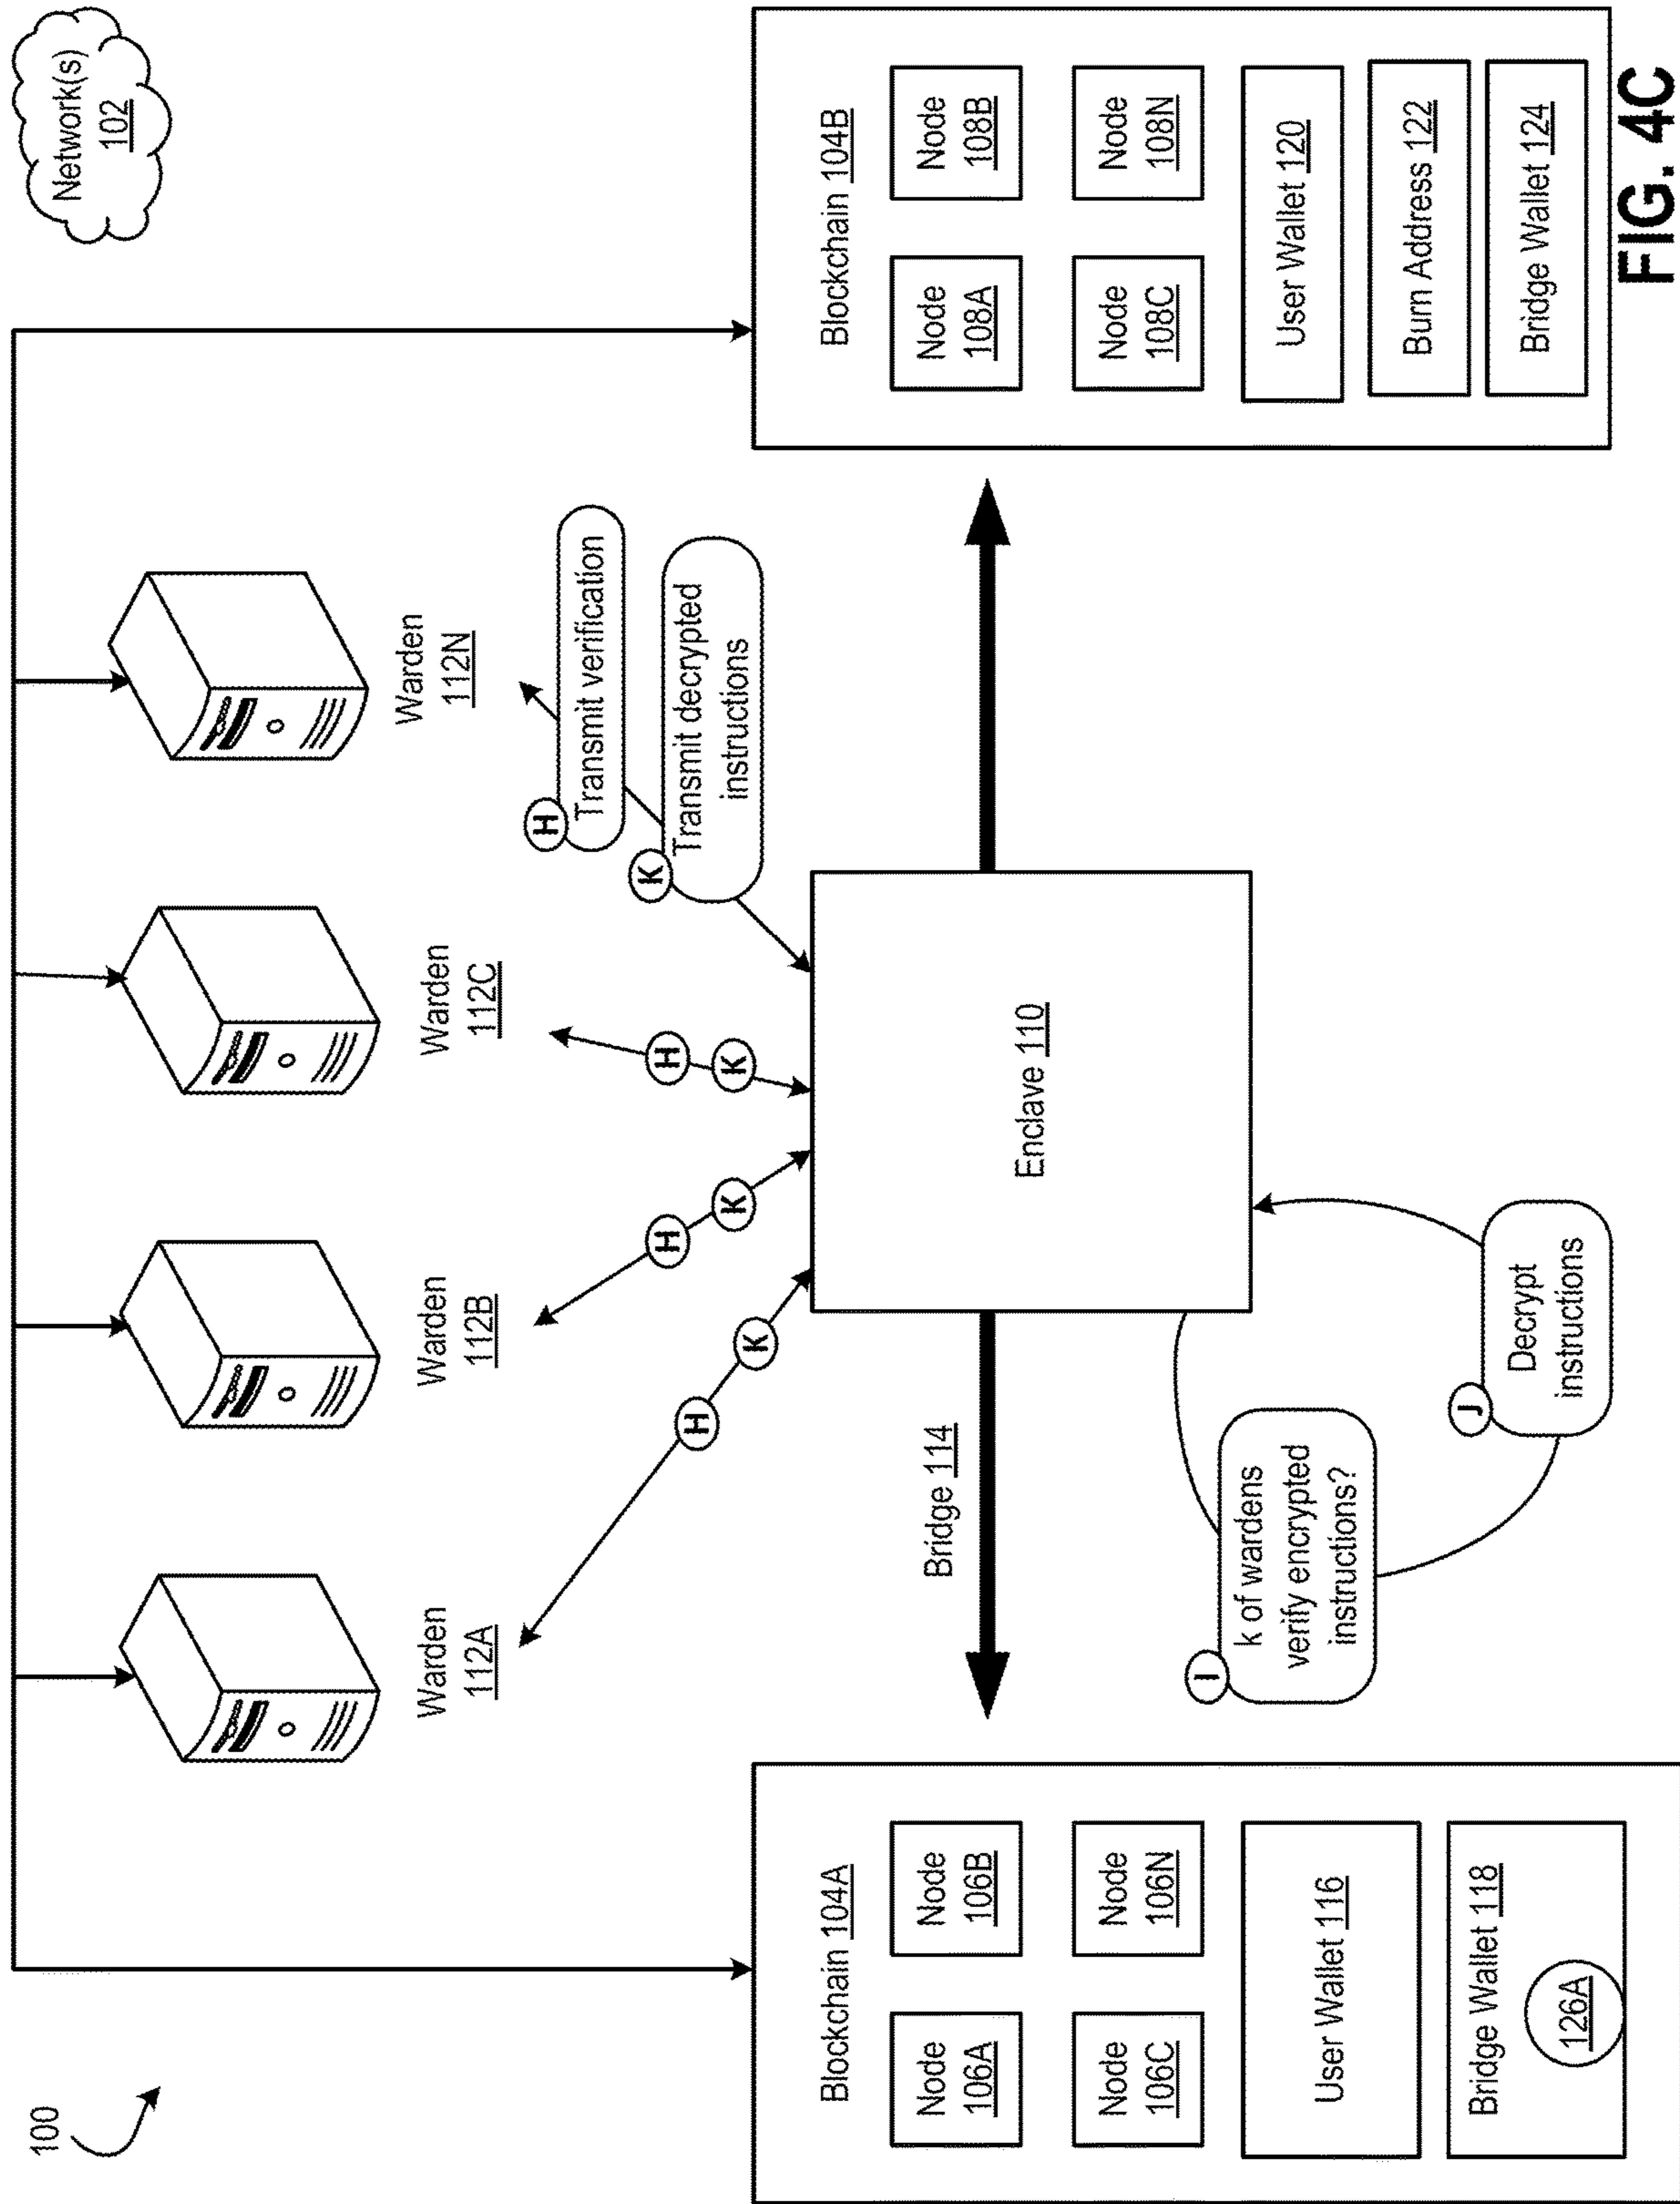 100
Network(s)
102
Warden
112A
Warden
112B
Warden
112C
Warden
112N
H
Transmit verification
K
Transmit decrypted
instructions
H
K
H
K
H
K
Blockchain 104A
Node
106A
Node
106B
Node
106C
Node
106N
User Wallet 116
Bridge Wallet 118
126A
Bridge 114
Enclave 110
I
k of wardens
verify encrypted
instructions?
J
Decrypt
instructions
Blockchain 104B
Node
108A
Node
108B
Node
108C
Node
108N
User Wallet 120
Burn Address 122
Bridge Wallet 124
FIG. 4C